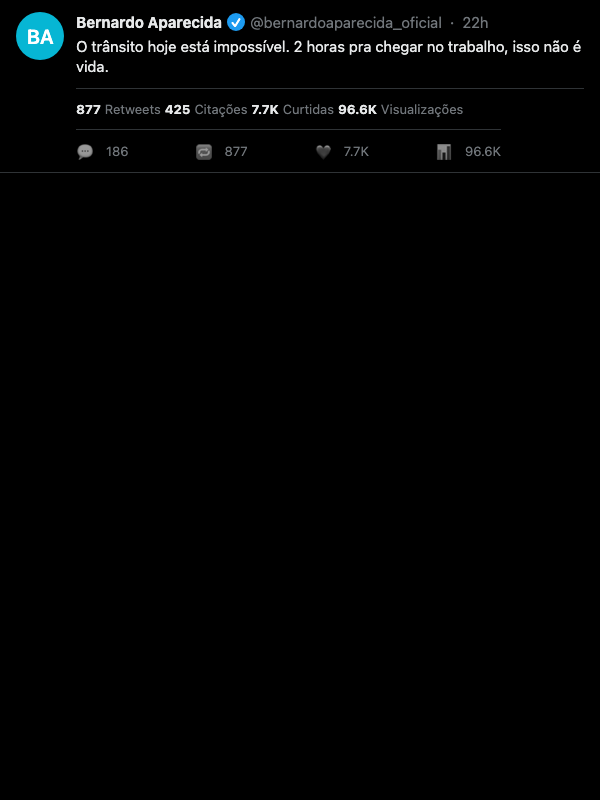 BA
Bernardo Aparecida @bernardoaparecida_oficial · 22h
O trânsito hoje está impossível. 2 horas pra chegar no trabalho, isso não é
vida.
877 Retweets 425 Citações 7.7K Curtidas 96.6K Visualizações
186 877 7.7K 96.6K